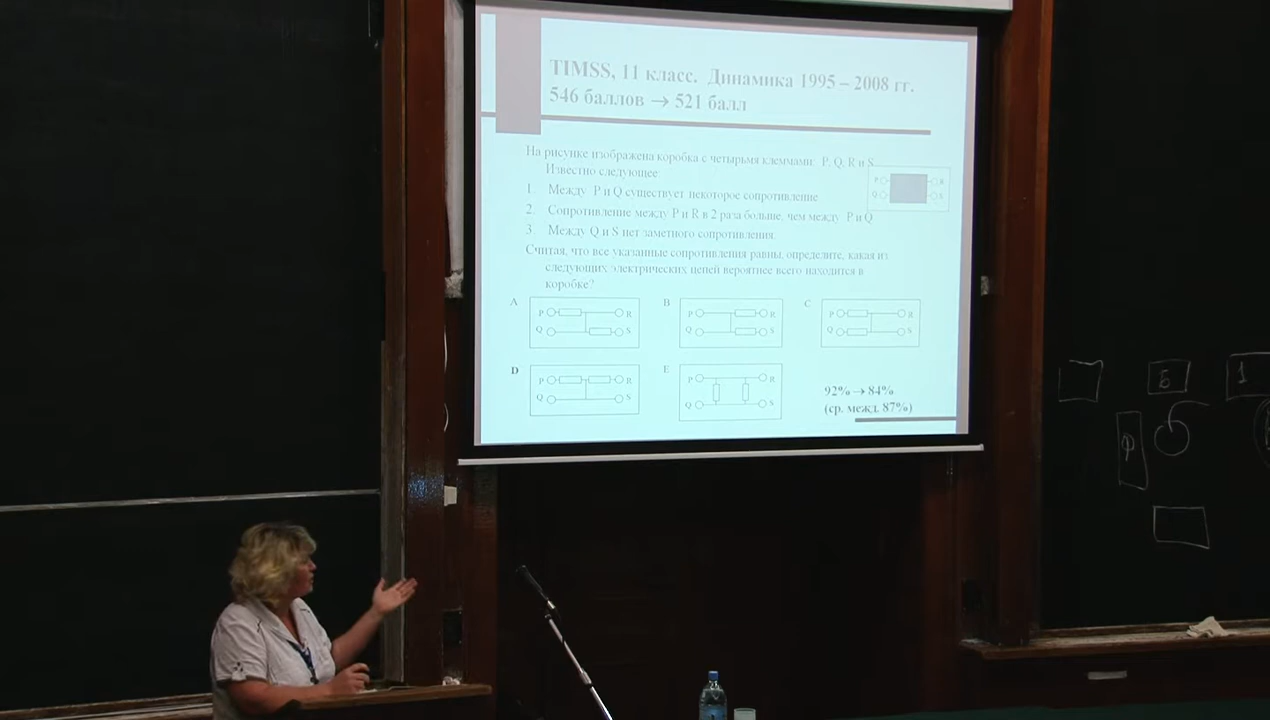 TIMSS, 11 класс. Динамика 1995 – 2008 гг.
546 баллов → 521 балл
На рисунке изображена коробка с четырьмя клеммами: P, Q, R и S.
Известно следующее:
1. Между P и Q существует некоторое сопротивление
2. Сопротивление между P и R в 2 раза больше, чем между P и Q
3. Между Q и S нет заметного сопротивления.
Считая, что все указанные сопротивления равны, определите, какая из
следующих электрических цепей вероятнее всего находится в
коробке?
P R
Q S
A B C
P R P R P R
Q S Q S Q S
D E
P R P R
Q S Q S
92% → 84%
(ср. межд. 87%)
Б 1
Ф